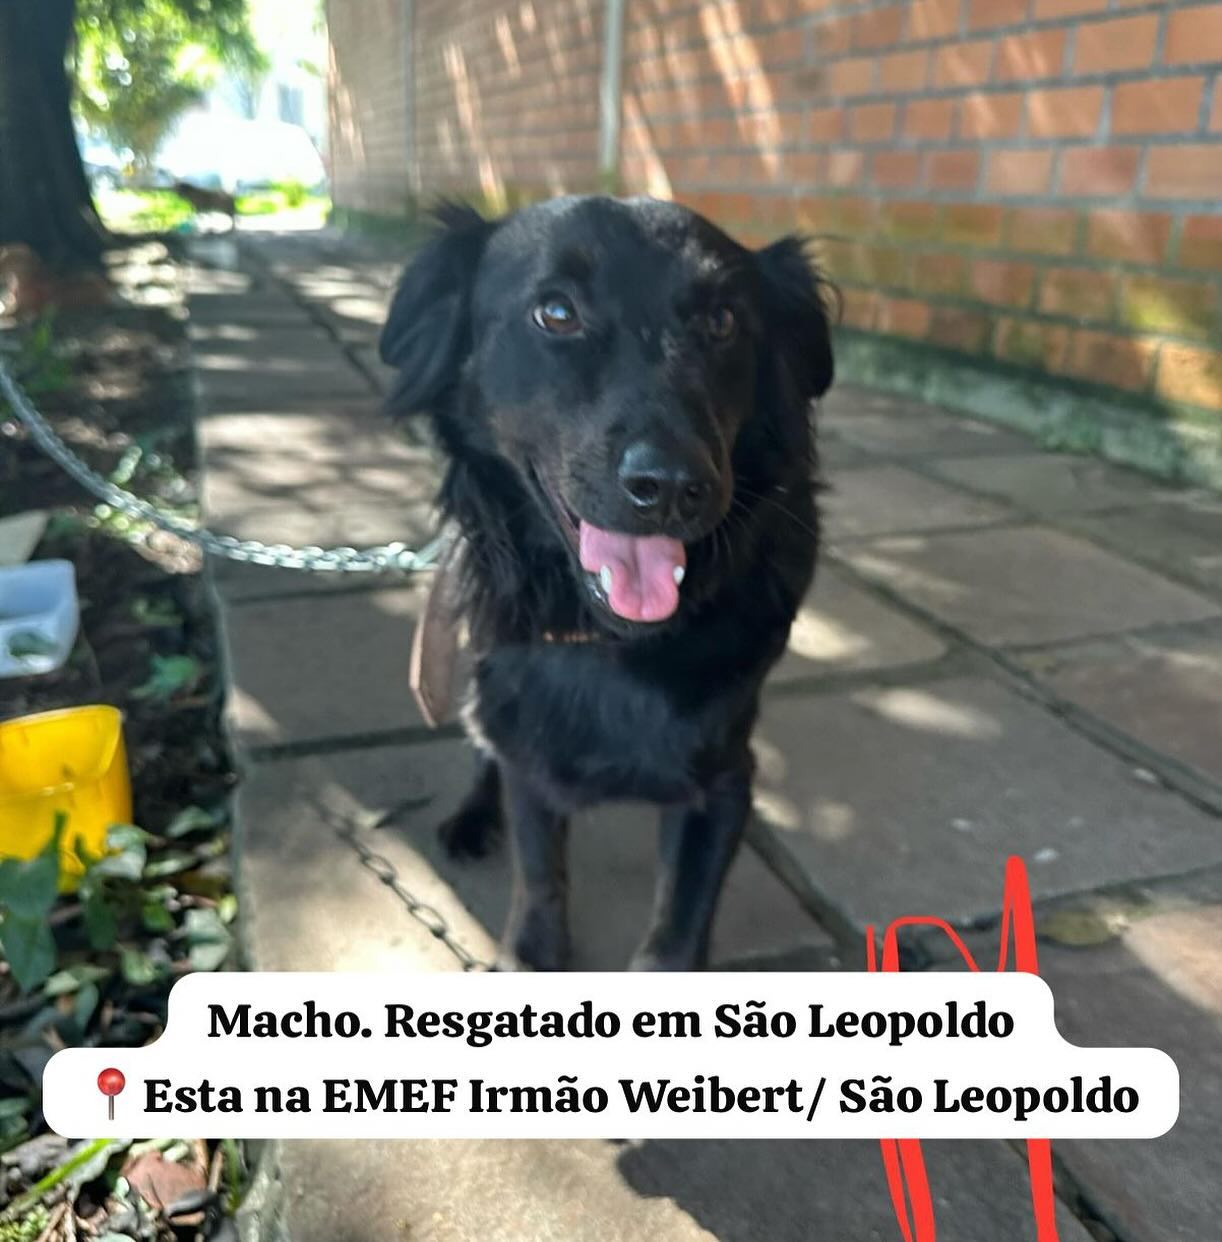 Macho. Resgatado em São Leopoldo
📍Esta na EMEF Irmão Weibert/ São Leopoldo